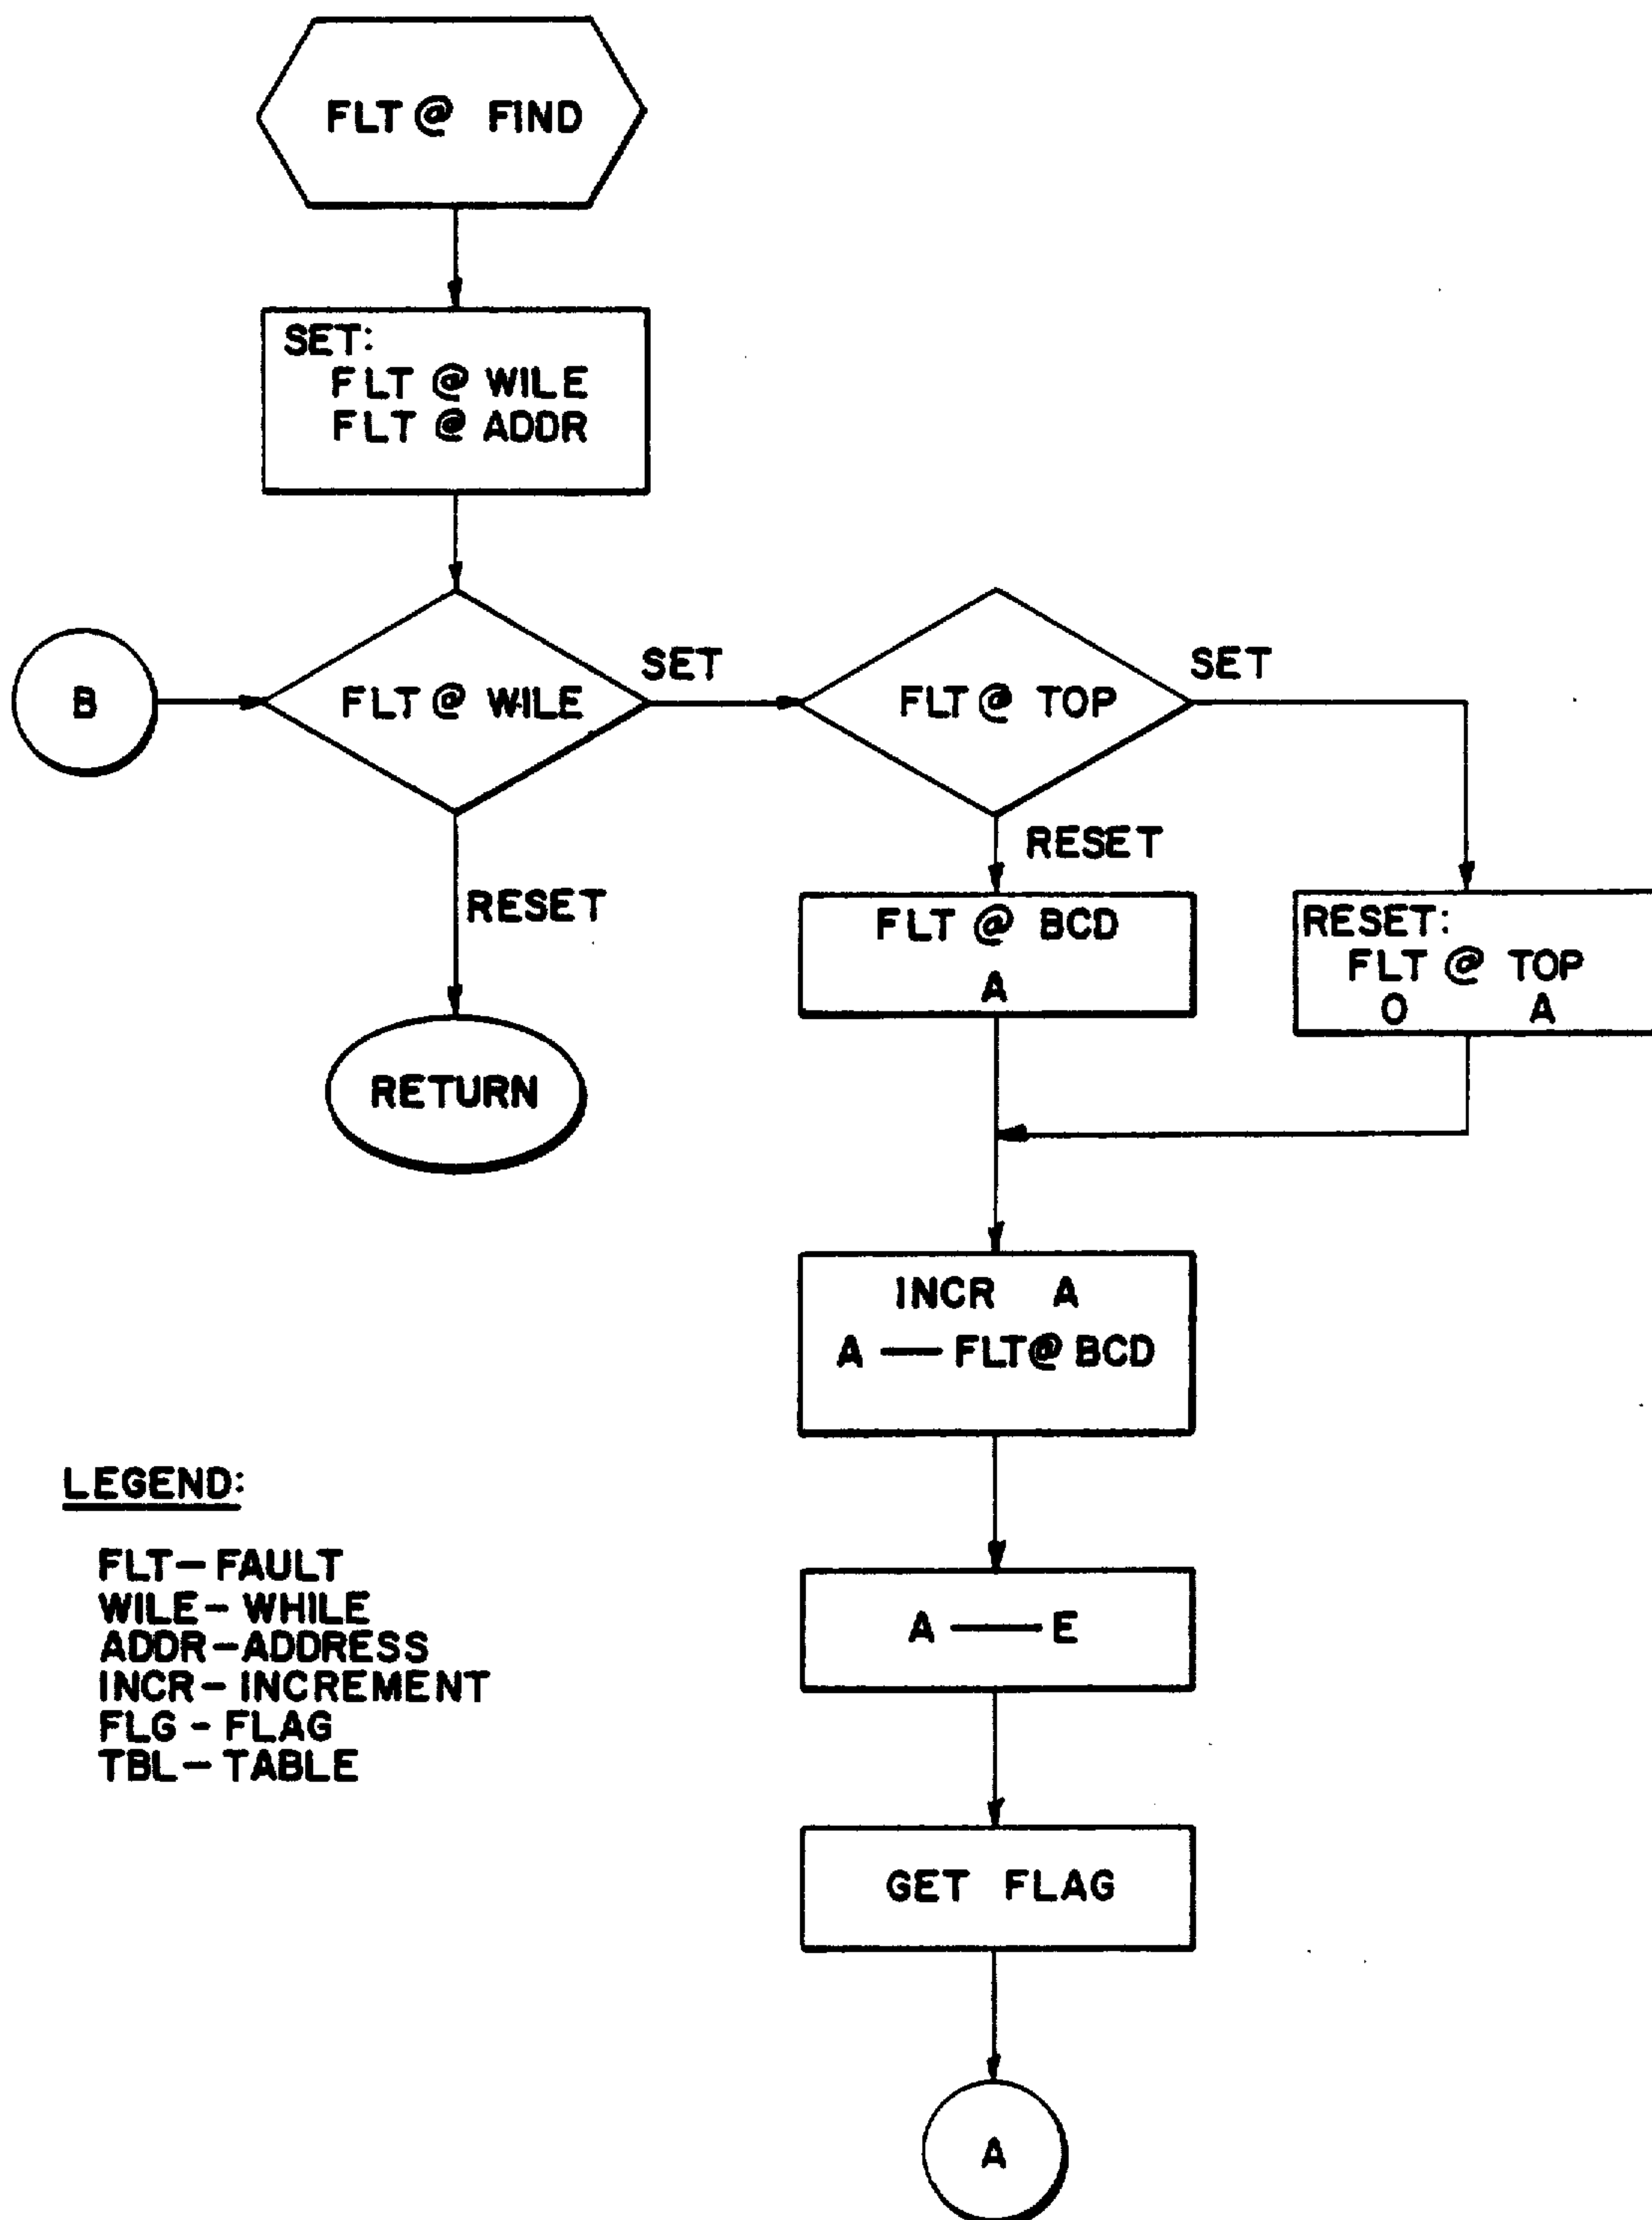 FLT @ FIND
SET:
FLT @ WILE
FLT @ ADDR
B
FLT @ WILE
SET
FLT @ TOP
SET
RESET
RESET
FLT @ BCD
A
RESET:
FLT @ TOP
O A
RETURN
INCR A
A — FLT@ BCD
A — E
GET FLAG
A
LEGEND:
FLT – FAULT
WILE – WHILE
ADDR – ADDRESS
INCR – INCREMENT
FLG – FLAG
TBL – TABLE